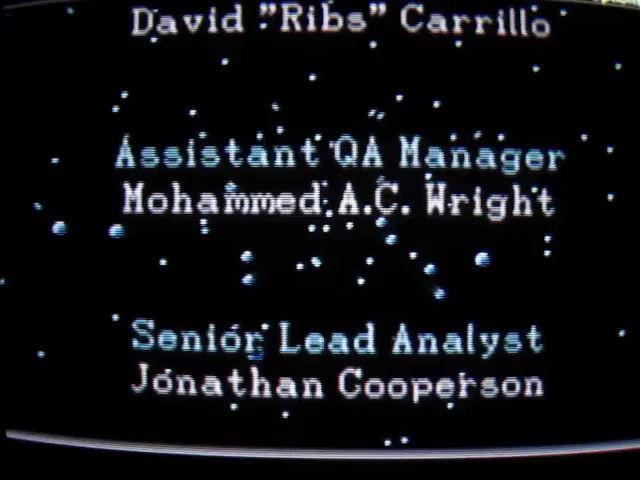 David "Ribs" Carrillo
Assistant QA Manager
Mohammed A.C. Wright
Senior Lead Analyst
Jonathan Cooperson